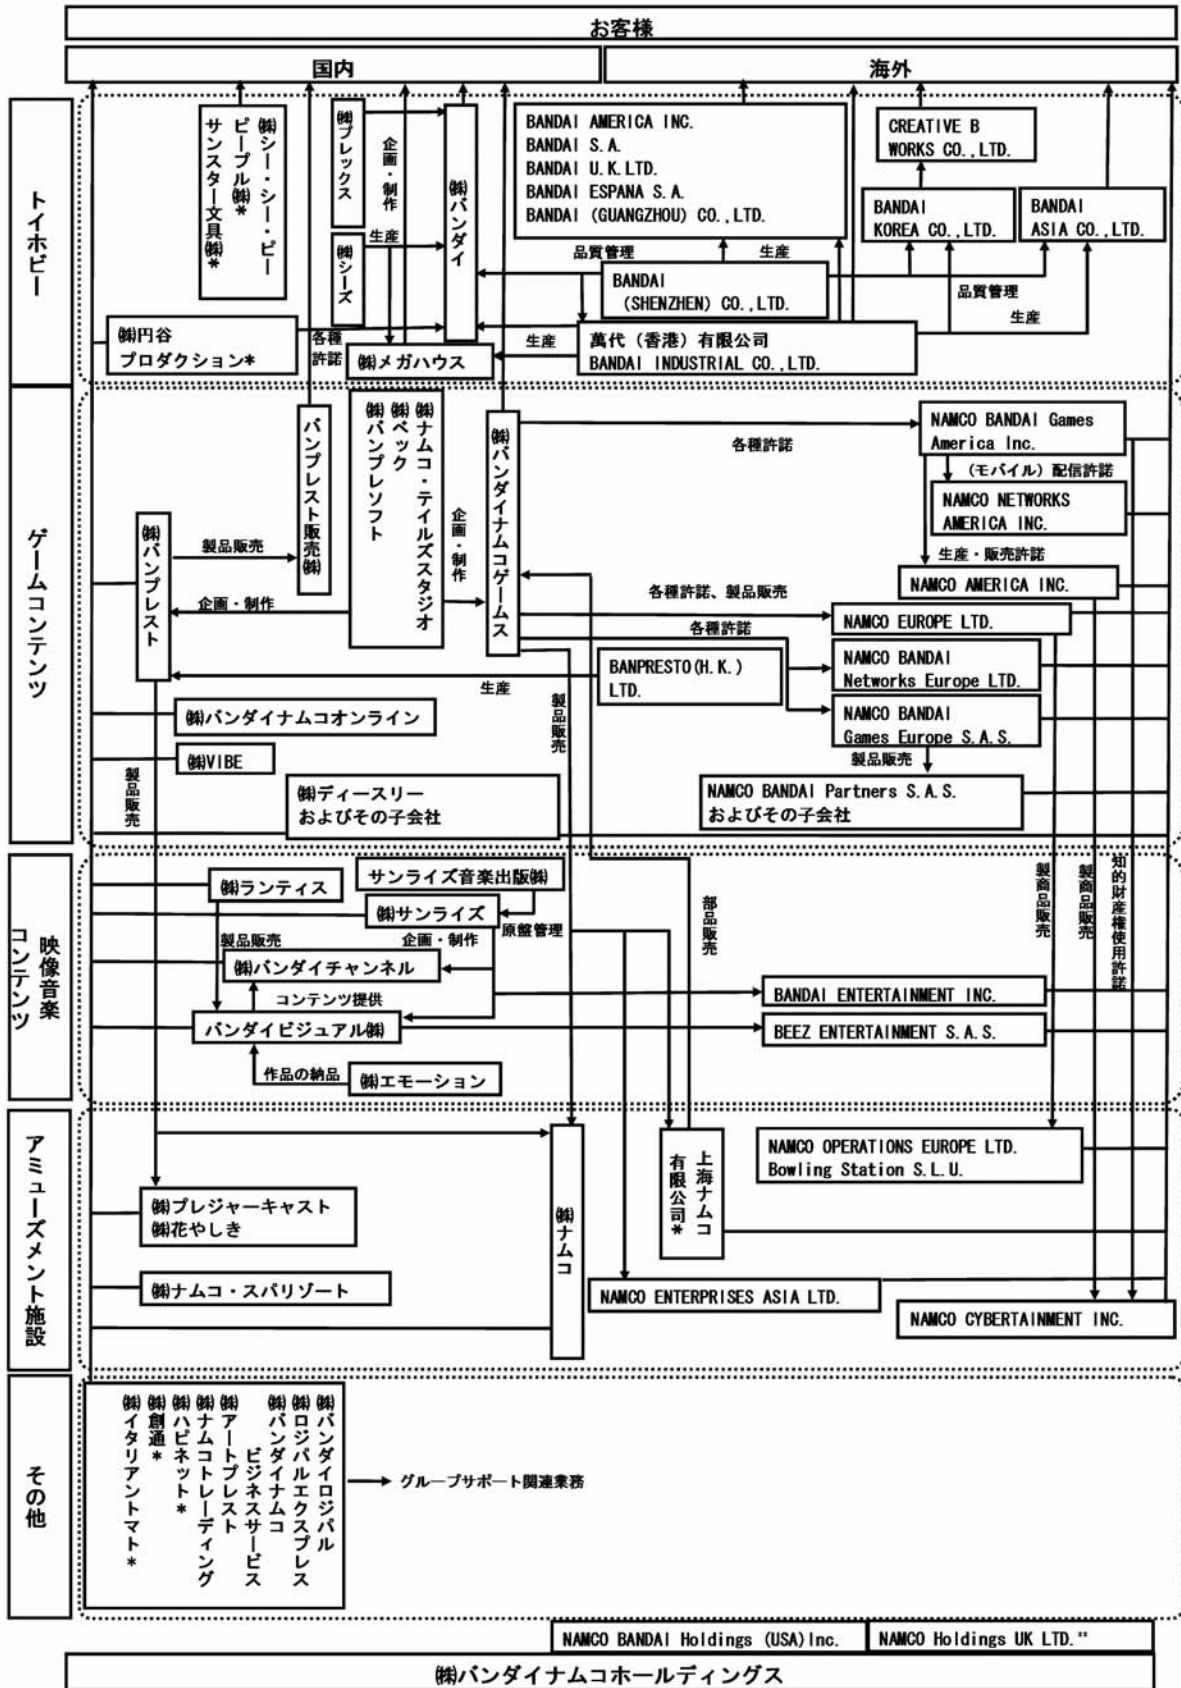 お客様
国内
海外
トイホビー
㈱シー・シー・ピー
ピープル㈱*
サンスター文具㈱*
㈱プレックス
㈱シーズ
企画・制作
生産
㈱バンダイ
BANDAI AMERICA INC.
BANDAI S.A.
BANDAI U.K.LTD.
BANDAI ESPANA S.A.
BANDAI (GUANGZHOU) CO.,LTD.
CREATIVE B
WORKS CO.,LTD.
BANDAI
KOREA CO.,LTD.
BANDAI
ASIA CO.,LTD.
品質管理
生産
BANDAI
(SHENZHEN) CO.,LTD.
品質管理
生産
㈱円谷
プロダクション*
各種
許諾
㈱メガハウス
生産
萬代（香港）有限公司
BANDAI INDUSTRIAL CO.,LTD.
ゲームコンテンツ
バンプレスト販売㈱
㈱ナムコ・テイルズスタジオ
㈱ベック
㈱バンプレソフト
㈱バンダイナムコゲームス
企画・制作
各種許諾
NAMCO BANDAI Games
America Inc.
（モバイル）配信許諾
NAMCO NETWORKS
AMERICA INC.
生産・販売許諾
NAMCO AMERICA INC.
㈱バンプレスト
製品販売
企画・制作
各種許諾、製品販売
NAMCO EUROPE LTD.
各種許諾
NAMCO BANDAI
Networks Europe LTD.
BANPRESTO(H.K.)
LTD.
生産
NAMCO BANDAI
Games Europe S.A.S.
製品販売
NAMCO BANDAI Partners S.A.S.
およびその子会社
㈱バンダイナムコオンライン
㈱VIBE
製品販売
製品販売
㈱ディースリー
およびその子会社
映像音楽
コンテンツ
㈱ランティス
サンライズ音楽出版㈱
㈱サンライズ
原盤管理
製品販売
企画・制作
㈱バンダイチャンネル
コンテンツ提供
バンダイビジュアル㈱
作品の納品
㈱エモーション
部品販売
製商品販売
製商品販売
知的財産権使用許諾
BANDAI ENTERTAINMENT INC.
BEEZ ENTERTAINMENT S.A.S.
アミューズメント施設
㈱プレジャーキャスト
㈱花やしき
㈱ナムコ・スパリゾート
㈱ナムコ
上海ナムコ
有限公司*
NAMCO OPERATIONS EUROPE LTD.
Bowling Station S.L.U.
NAMCO ENTERPRISES ASIA LTD.
NAMCO CYBERTAINMENT INC.
その他
㈱バンダイロジパル
㈱ロジパルエクスプレス
㈱バンダイナムコ
ビジネスサービス
㈱アートプレスト
㈱ナムコトレーディング
㈱ハピネット*
㈱創通*
㈱イタリアントマト*
グループサポート関連業務
NAMCO BANDAI Holdings (USA)Inc.
NAMCO Holdings UK LTD.**
㈱バンダイナムコホールディングス